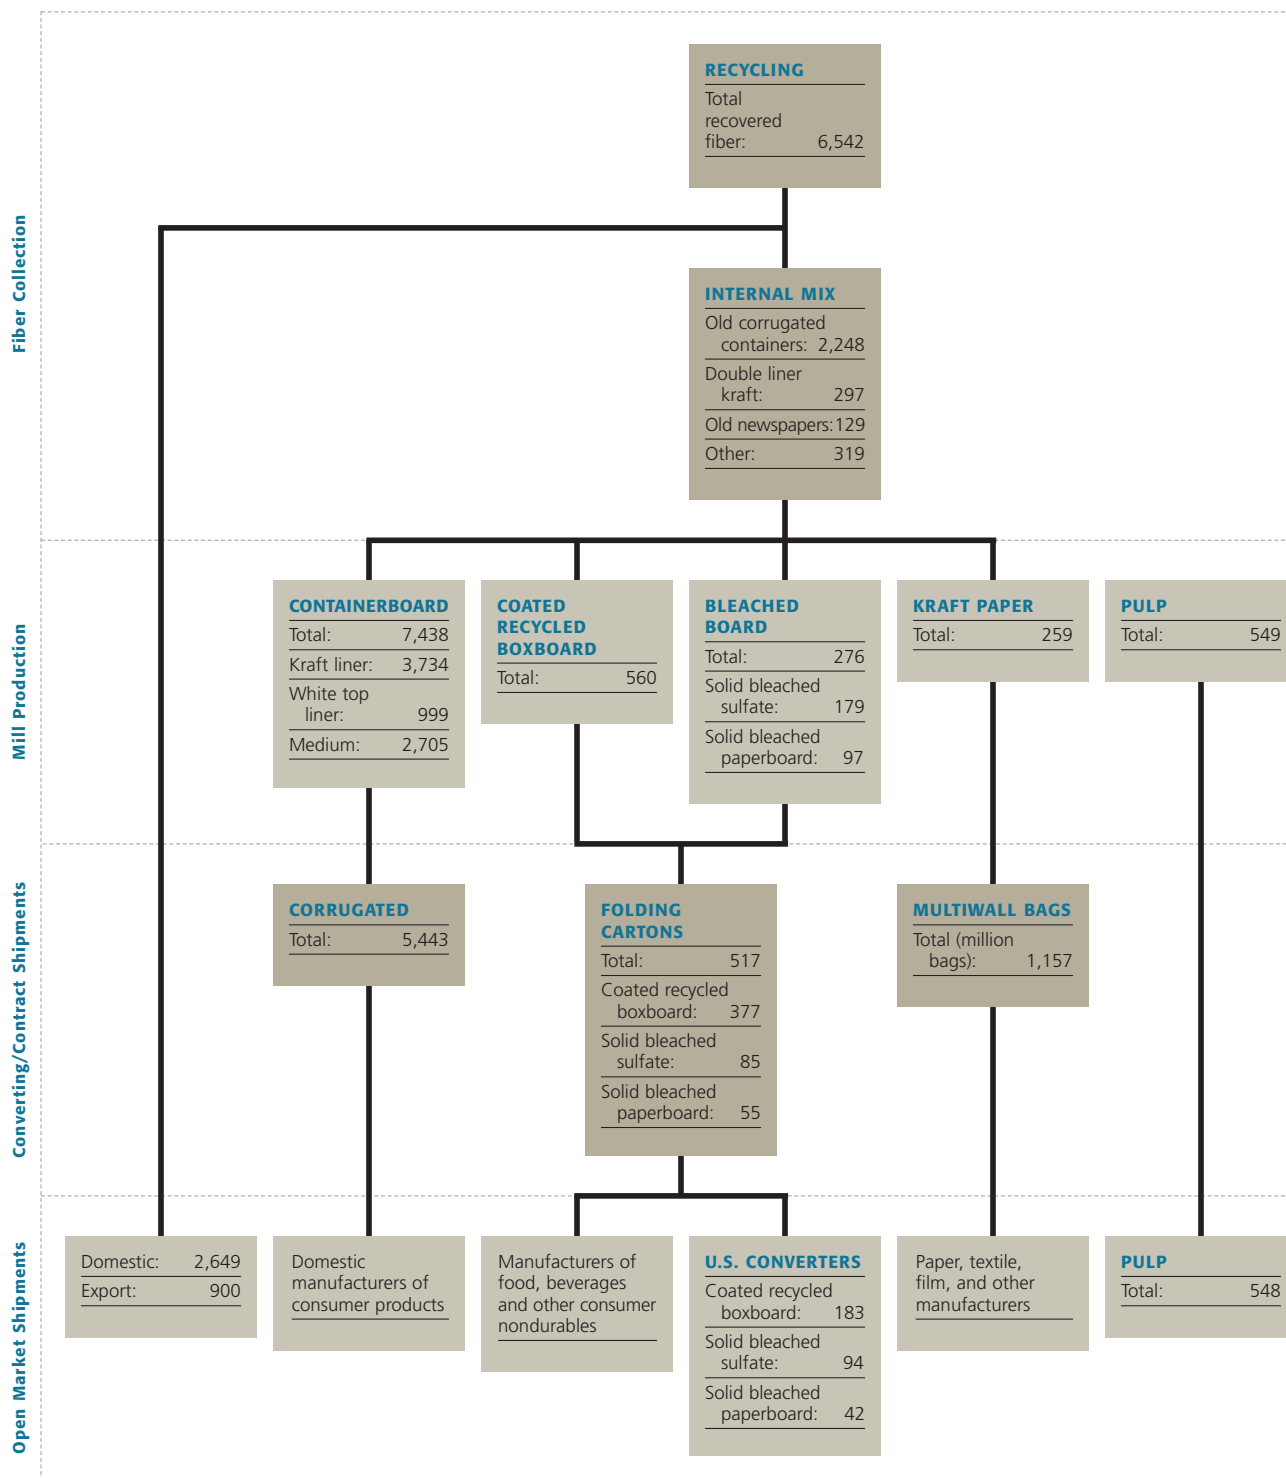 Fiber Collection
RECYCLING
Total
recovered
fiber: 6,542
INTERNAL MIX
Old corrugated
containers: 2,248
Double liner
kraft: 297
Old newspapers: 129
Other: 319
Mill Production
CONTAINERBOARD
Total: 7,438
Kraft liner: 3,734
White top
liner: 999
Medium: 2,705
COATED
RECYCLED
BOXBOARD
Total: 560
BLEACHED
BOARD
Total: 276
Solid bleached
sulfate: 179
Solid bleached
paperboard: 97
KRAFT PAPER
Total: 259
PULP
Total: 549
Converting/Contract Shipments
CORRUGATED
Total: 5,443
FOLDING
CARTONS
Total: 517
Coated recycled
boxboard: 377
Solid bleached
sulfate: 85
Solid bleached
paperboard: 55
MULTIWALL BAGS
Total (million
bags): 1,157
Open Market Shipments
Domestic: 2,649
Export: 900
Domestic
manufacturers of
consumer products
Manufacturers of
food, beverages
and other consumer
nondurables
U.S. CONVERTERS
Coated recycled
boxboard: 183
Solid bleached
sulfate: 94
Solid bleached
paperboard: 42
Paper, textile,
film, and other
manufacturers
PULP
Total: 548